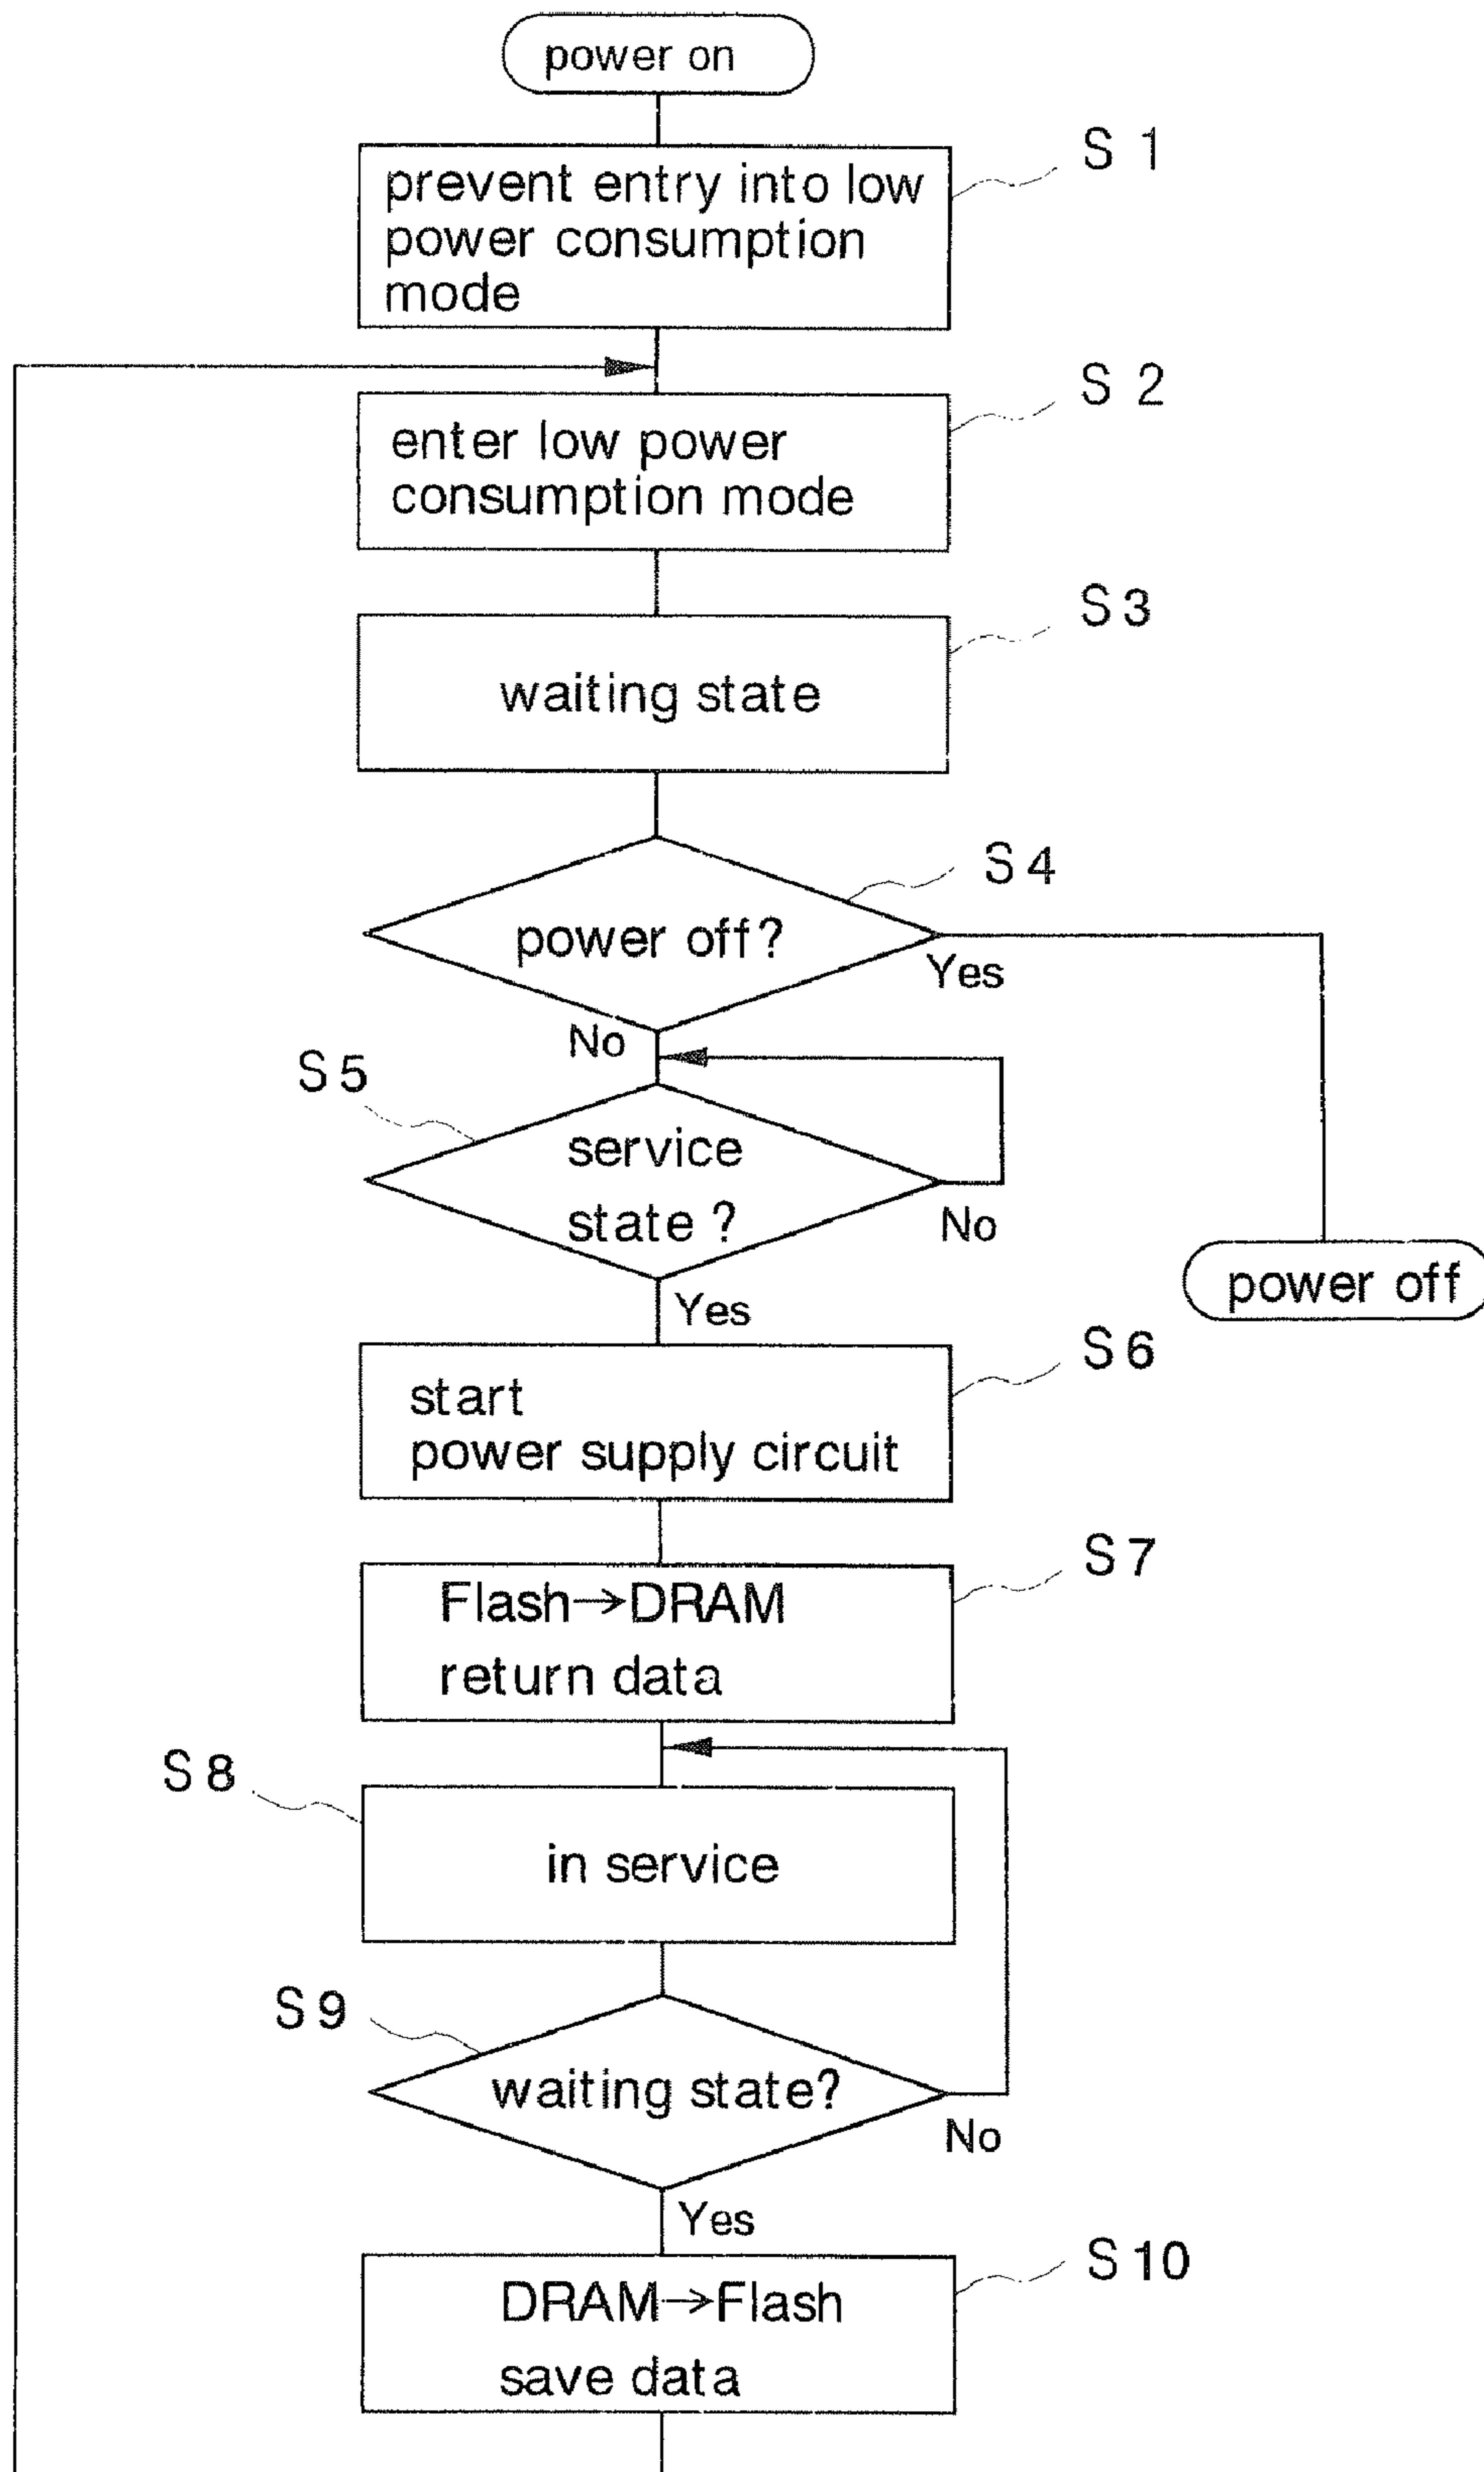 power on
S 1
prevent entry into low
power consumption
mode
S 2
enter low power
consumption mode
S 3
waiting state
S 4
power off?
Yes
No
S 5
service
state ?
No
Yes
power off
S 6
start
power supply circuit
S 7
Flash→DRAM
return data
S 8
in service
S 9
waiting state?
No
Yes
S 10
DRAM→Flash
save data